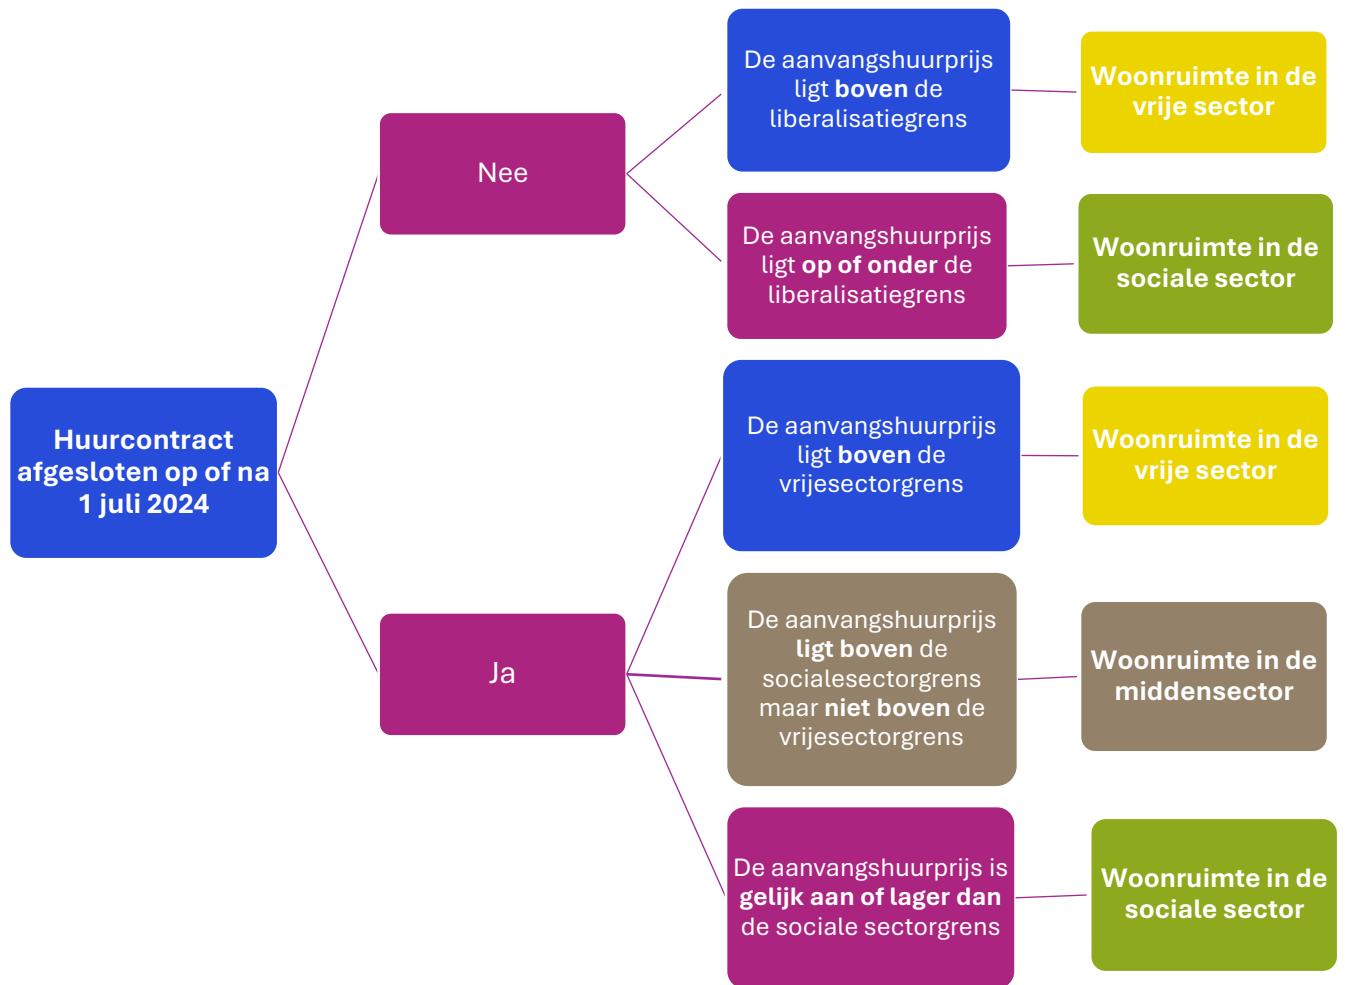 Huurcontract
afgesloten op of na
1 juli 2024
Nee
De aanvangshuurprijs
ligt boven de
liberalisatiegrens
Woonruimte in de
vrije sector
De aanvangshuurprijs
ligt op of onder de
liberalisatiegrens
Woonruimte in de
sociale sector
Ja
De aanvangshuurprijs
ligt boven de
vrijesectorgrens
Woonruimte in de
vrije sector
De aanvangshuurprijs
ligt boven de
socialesectorgrens
maar niet boven de
vrijesectorgrens
Woonruimte in de
middensector
De aanvangshuurprijs is
gelijk aan of lager dan
de sociale sectorgrens
Woonruimte in de
sociale sector